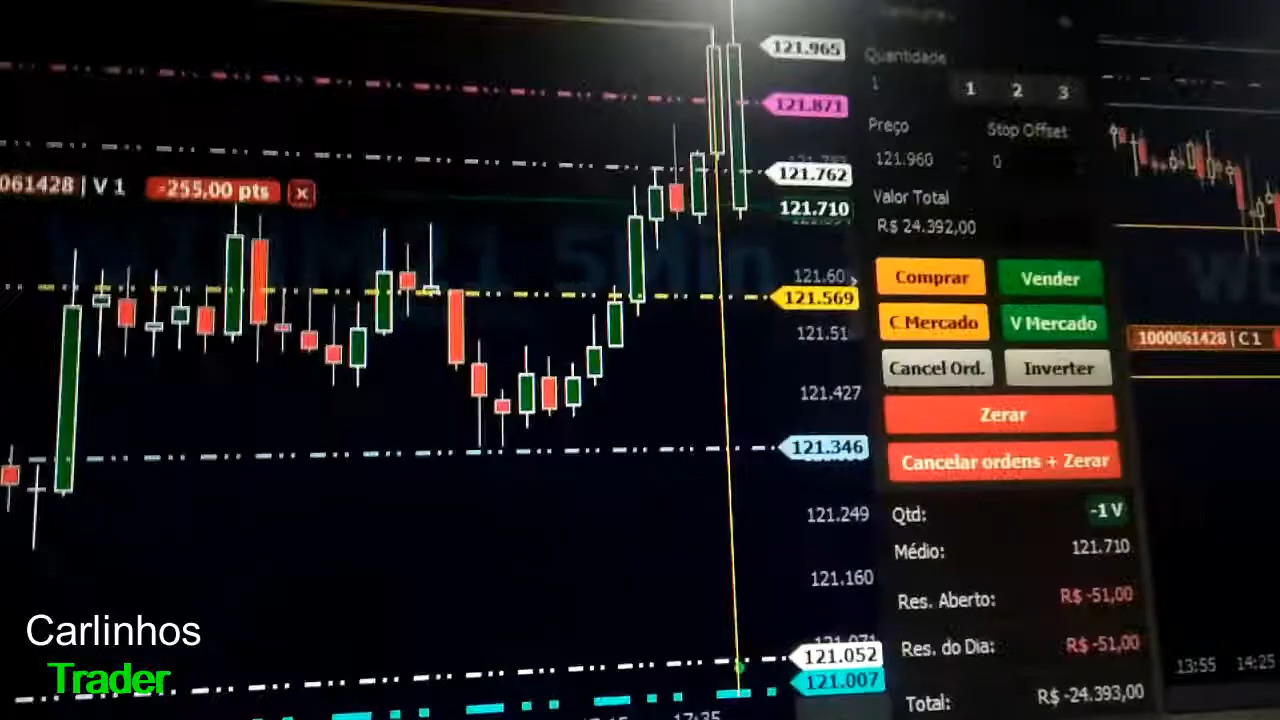 061428 | V 1
-255,00 pts
x
121.965
121.871
121.762
121.710
121.60
121.569
121.51
121.427
121.346
121.249
121.160
121.071
121.052
121.007
17:35
Quantidade
1
1 2 3
Preço
Stop Offset
121.960
0
Valor Total
R$ 24.392,00
Comprar
Vender
C Mercado
V Mercado
Cancel Ord.
Inverter
Zerar
Cancelar ordens + Zerar
Qtd: -1 V
Médio: 121.710
Res. Aberto: R$ -51,00
Res. do Dia: R$ -51,00
Total: R$ -24.393,00
1000061428 | C 1
13:55 14:25
Carlinhos
Trader